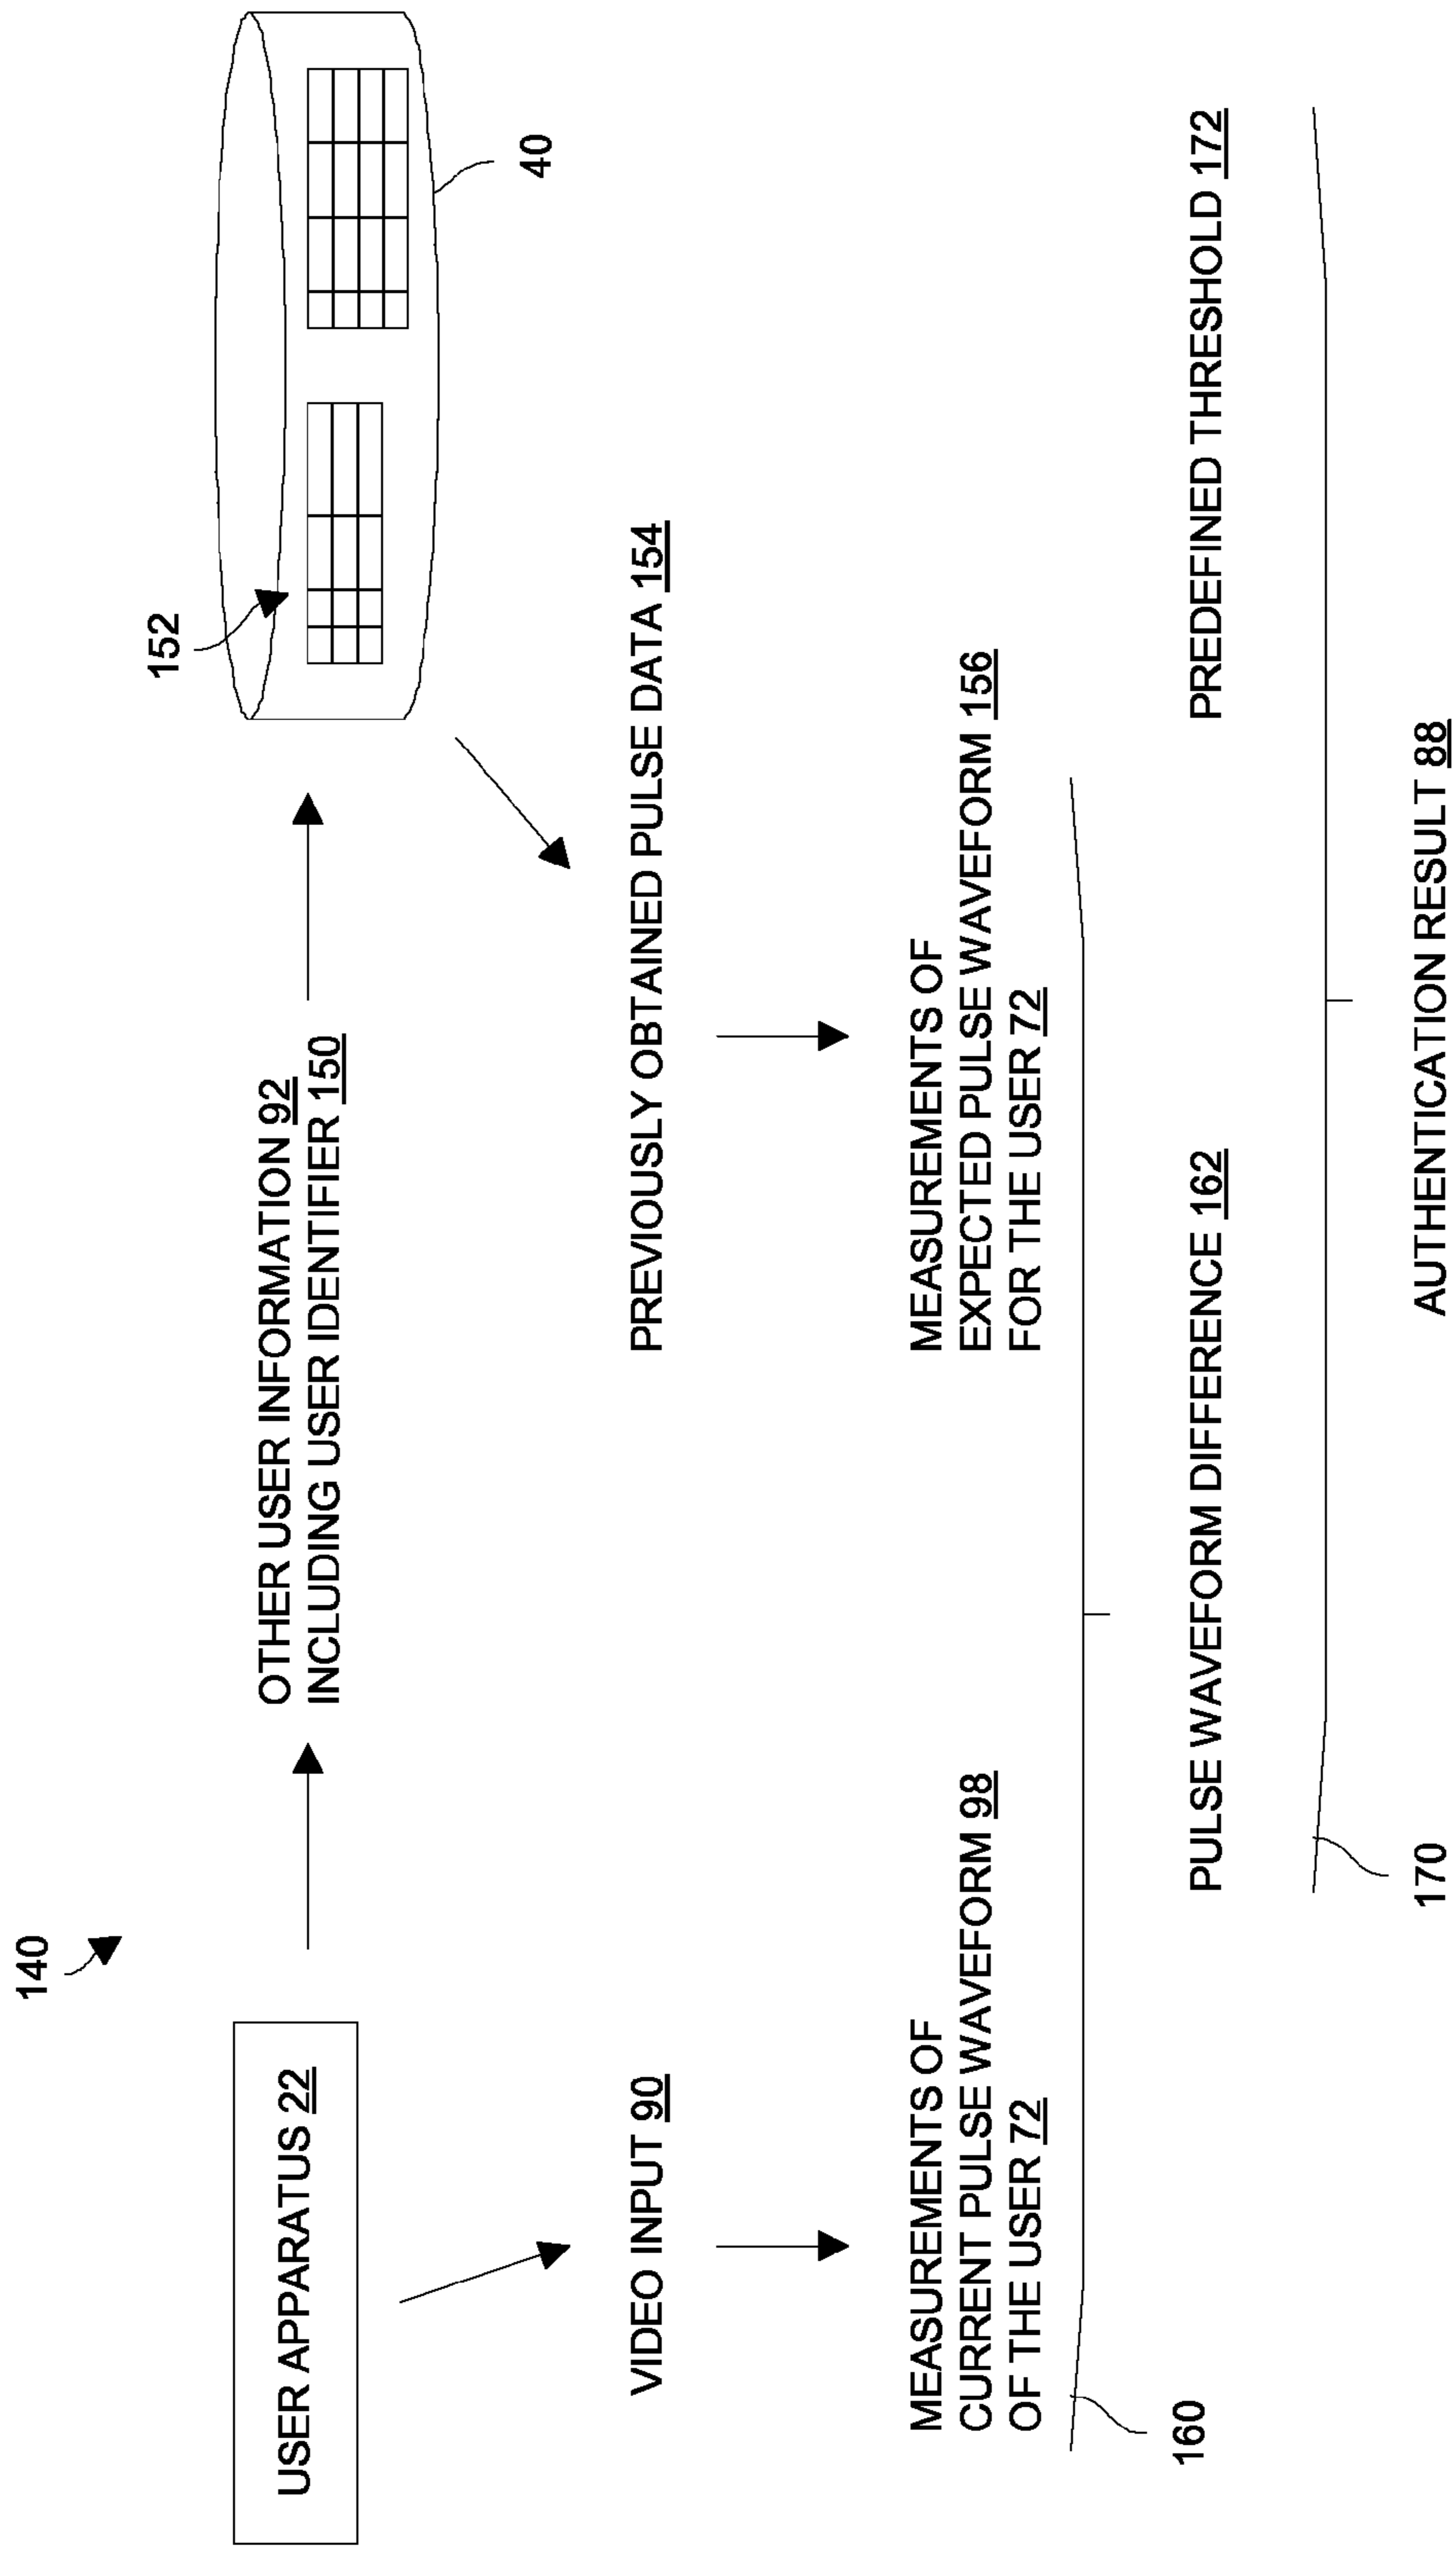 140
USER APPARATUS 22
OTHER USER INFORMATION 92
INCLUDING USER IDENTIFIER 150
152
40
VIDEO INPUT 90
PREVIOUSLY OBTAINED PULSE DATA 154
MEASUREMENTS OF
CURRENT PULSE WAVEFORM 98
OF THE USER 72
MEASUREMENTS OF
EXPECTED PULSE WAVEFORM 156
FOR THE USER 72
160
PULSE WAVEFORM DIFFERENCE 162
PREDEFINED THRESHOLD 172
170
AUTHENTICATION RESULT 88